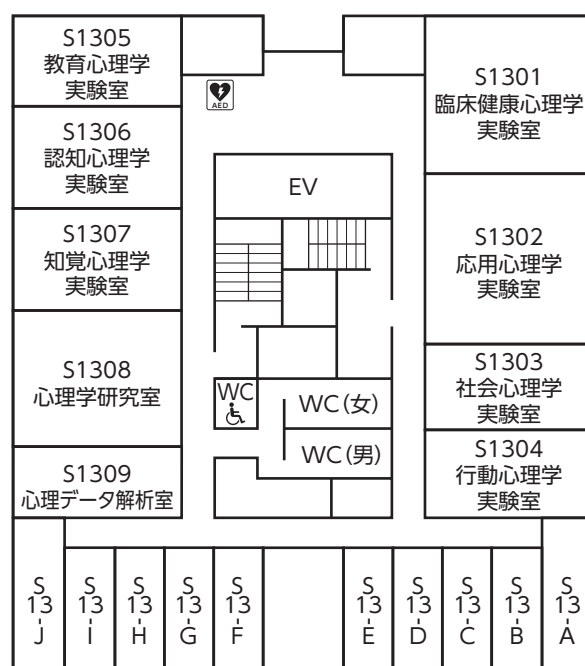 S1305
教育心理学
実験室
AED
S1301
臨床健康心理学
実験室
S1306
認知心理学
実験室
EV
S1307
知覚心理学
実験室
S1302
応用心理学
実験室
S1308
心理学研究室
S1303
社会心理学
実験室
WC
WC(女)
WC(男)
S1309
心理データ解析室
S1304
行動心理学
実験室
S13-J
S13-I
S13-H
S13-G
S13-F
S13-E
S13-D
S13-C
S13-B
S13-A